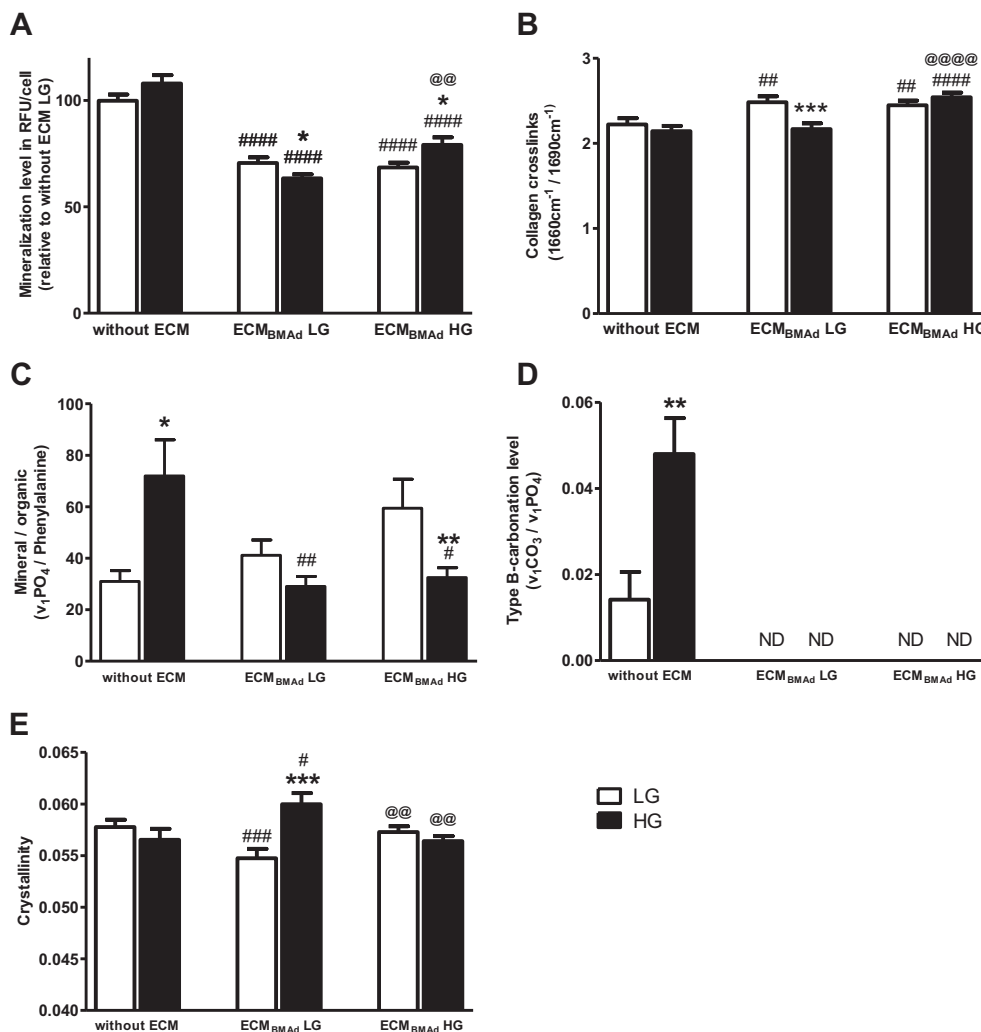 A
Mineralization level in RFU/cell
(relative to without ECM LG)
100
50
0
####
*
####
####
@@
*
####
without ECM
ECMBMAd LG
ECMBMAd HG
B
Collagen crosslinks
(1660cm-1 / 1690cm-1)
3
2
1
0
##
***
##
@@@@
####
without ECM
ECMBMAd LG
ECMBMAd HG
C
Mineral / organic
(v1PO4 / Phenylalanine)
100
80
60
40
20
0
*
##
**
#
without ECM
ECMBMAd LG
ECMBMAd HG
D
Type B-carbonation level
(v1CO3 / v1PO4)
0.06
0.04
0.02
0.00
**
ND ND ND ND
without ECM
ECMBMAd LG
ECMBMAd HG
E
Crystallinity
0.065
0.060
0.055
0.050
0.045
0.040
###
#
***
@@
@@
without ECM
ECMBMAd LG
ECMBMAd HG
LG
HG